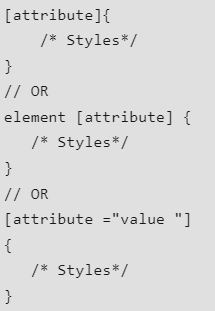 [attribute]{
    /* Styles*/
}
// OR
element [attribute] {
   /* Styles*/
}
// OR
[attribute ="value "]
{
   /* Styles*/
}